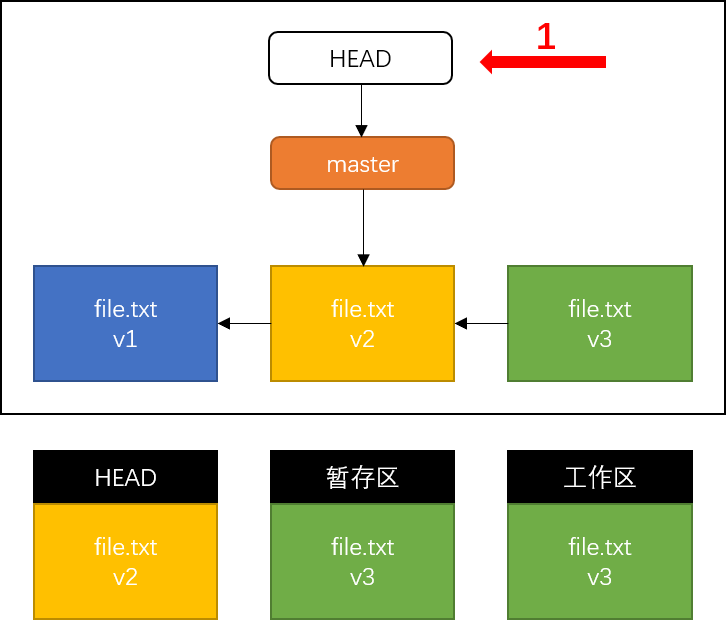 1
HEAD
master
file.txt
v1
file.txt
v2
file.txt
v3
HEAD
暂存区
工作区
file.txt
v2
file.txt
v3
file.txt
v3